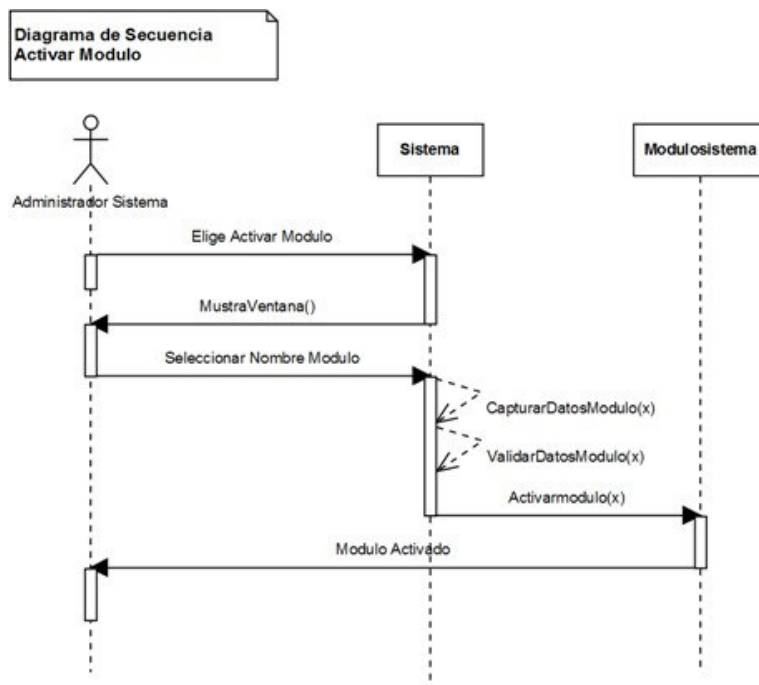 Diagrama de Secuencia
Activar Modulo
Sistema
Modulosistema
Administrador Sistema
Elige Activar Modulo
MustraVentana()
Seleccionar Nombre Modulo
CapturarDatosModulo(x)
ValidarDatosModulo(x)
Activarmodulo(x)
Modulo Activado